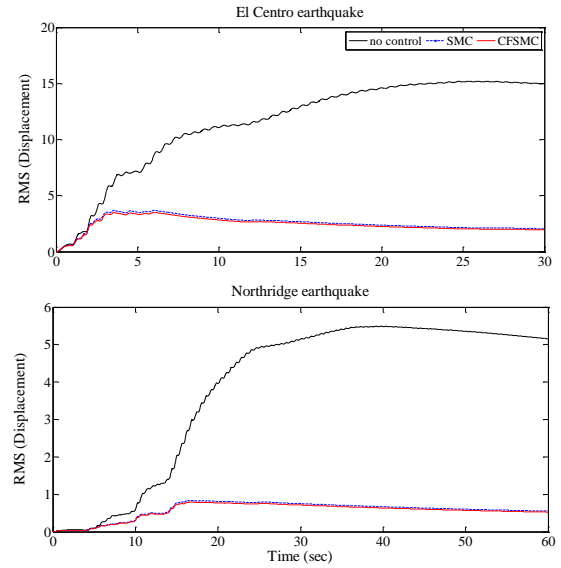 El Centro earthquake
no control SMC CFSMC
RMS (Displacement)
20
15
10
5
0
0 5 10 15 20 25 30
Northridge earthquake
RMS (Displacement)
6
5
4
3
2
1
0
0 10 20 30 40 50 60
Time (sec)